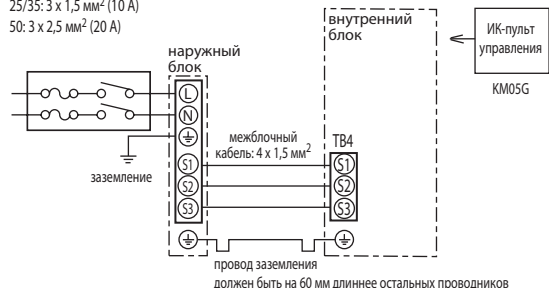 25/35: 3 x 1,5 мм² (10 А)
50: 3 x 2,5 мм² (20 А)
наружный
блок
внутренний
блок
ИК-пульт
управления
KM05G
L
N
заземление
межблочный
кабель: 4 x 1,5 мм²
TB4
S1
S2
S3
S1
S2
S3
провод заземления
должен быть на 60 мм длиннее остальных проводников